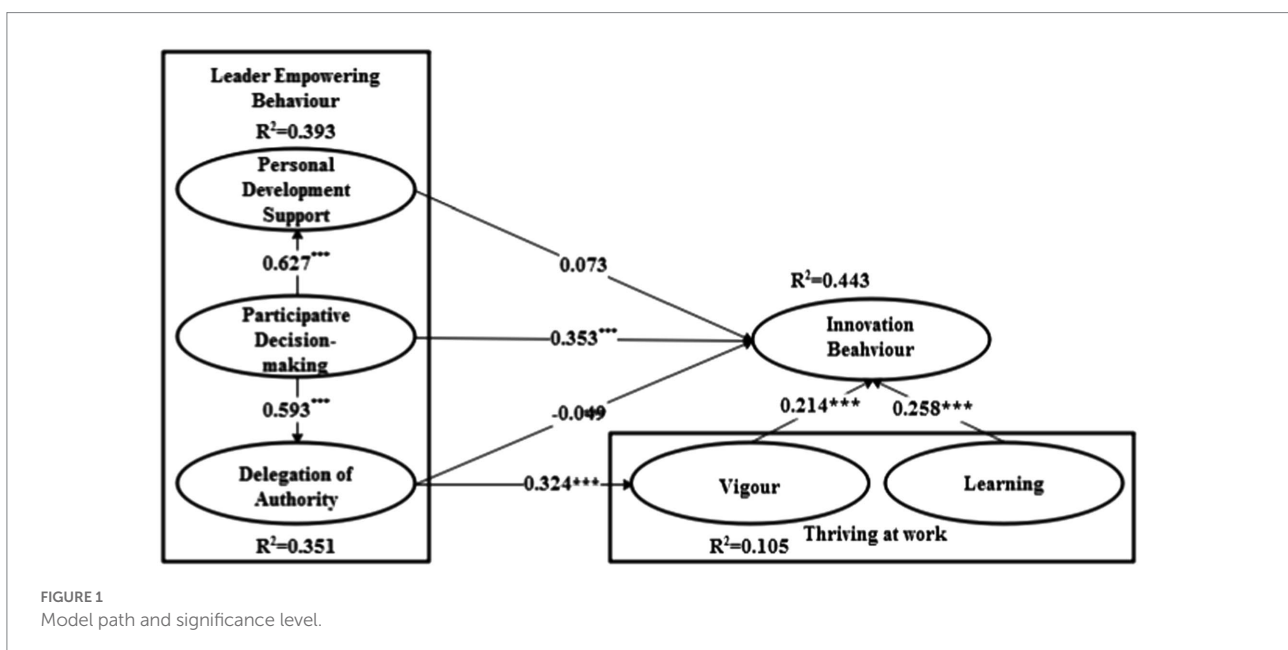 Leader Empowering
Behaviour
R²=0.393
Personal
Development
Support
0.627***
Participative
Decision-
making
0.593***
Delegation of
Authority
R²=0.351
0.073
0.353***
-0.049
0.324***
R²=0.443
Innovation
Beahviour
0.214***
0.258***
Vigour
Learning
R²=0.105
Thriving at work
FIGURE 1
Model path and significance level.